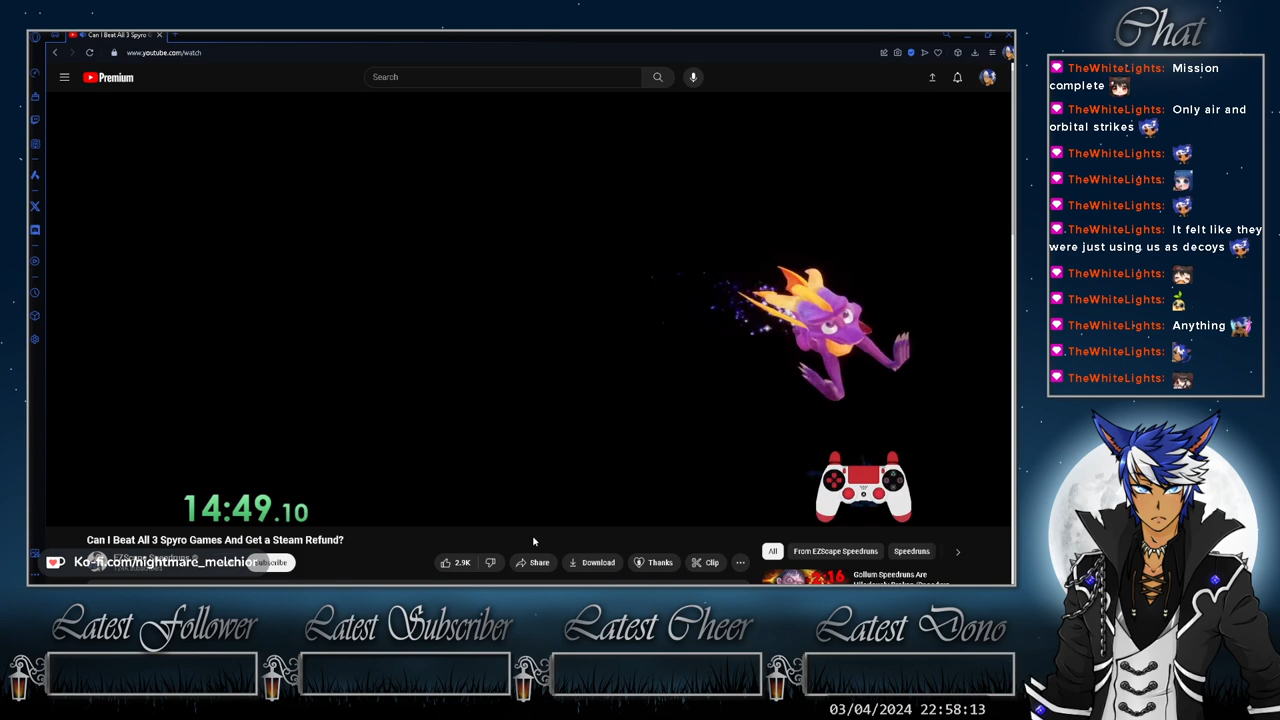 Can I Beat All 3 Spyro G
www.youtube.com/watch
Premium
Search
14:49.10
Can I Beat All 3 Spyro Games And Get a Steam Refund?
Ko-fi.com/nightmare_melchior
2.9K
Share
Download
Thanks
Clip
All
From EZScape Speedruns
Speedruns
Gollum Speedruns Are
Chat
TheWhiteLights: Mission
complete
TheWhiteLights: Only air and
orbital strikes
TheWhiteLights:
TheWhiteLights:
TheWhiteLights:
TheWhiteLights: It felt like they
were just using us as decoys
TheWhiteLights:
TheWhiteLights:
TheWhiteLights: Anything
TheWhiteLights:
TheWhiteLights:
Latest Follower
Latest Subscriber
Latest Cheer
Latest Dono
03/04/2024 22:58:13